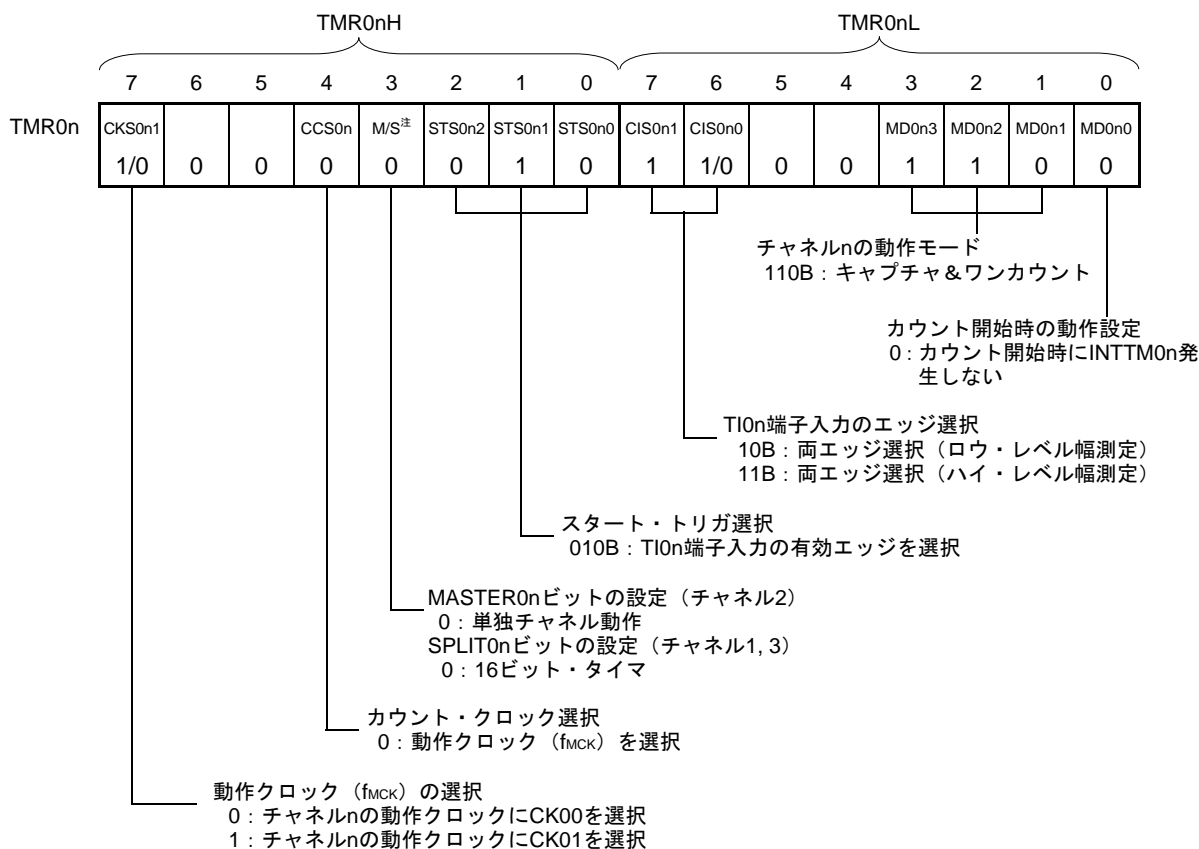 TMR0nH TMR0nL
7 6 5 4 3 2 1 0 7 6 5 4 3 2 1 0
TMR0n CKS0n1 CCS0n M/S注 STS0n2 STS0n1 STS0n0 CIS0n1 CIS0n0 MD0n3 MD0n2 MD0n1 MD0n0
1/0 0 0 0 0 0 1 0 1 1/0 0 0 1 1 0 0
チャネルnの動作モード
110B：キャプチャ＆ワンカウント
カウント開始時の動作設定
0：カウント開始時にINTTM0n発
生しない
TI0n端子入力のエッジ選択
10B：両エッジ選択（ロウ・レベル幅測定）
11B：両エッジ選択（ハイ・レベル幅測定）
スタート・トリガ選択
010B：TI0n端子入力の有効エッジを選択
MASTER0nビットの設定（チャネル2）
0：単独チャネル動作
SPLIT0nビットの設定（チャネル1, 3）
0：16ビット・タイマ
カウント・クロック選択
0：動作クロック（fMCK）を選択
動作クロック（fMCK）の選択
0：チャネルnの動作クロックにCK00を選択
1：チャネルnの動作クロックにCK01を選択